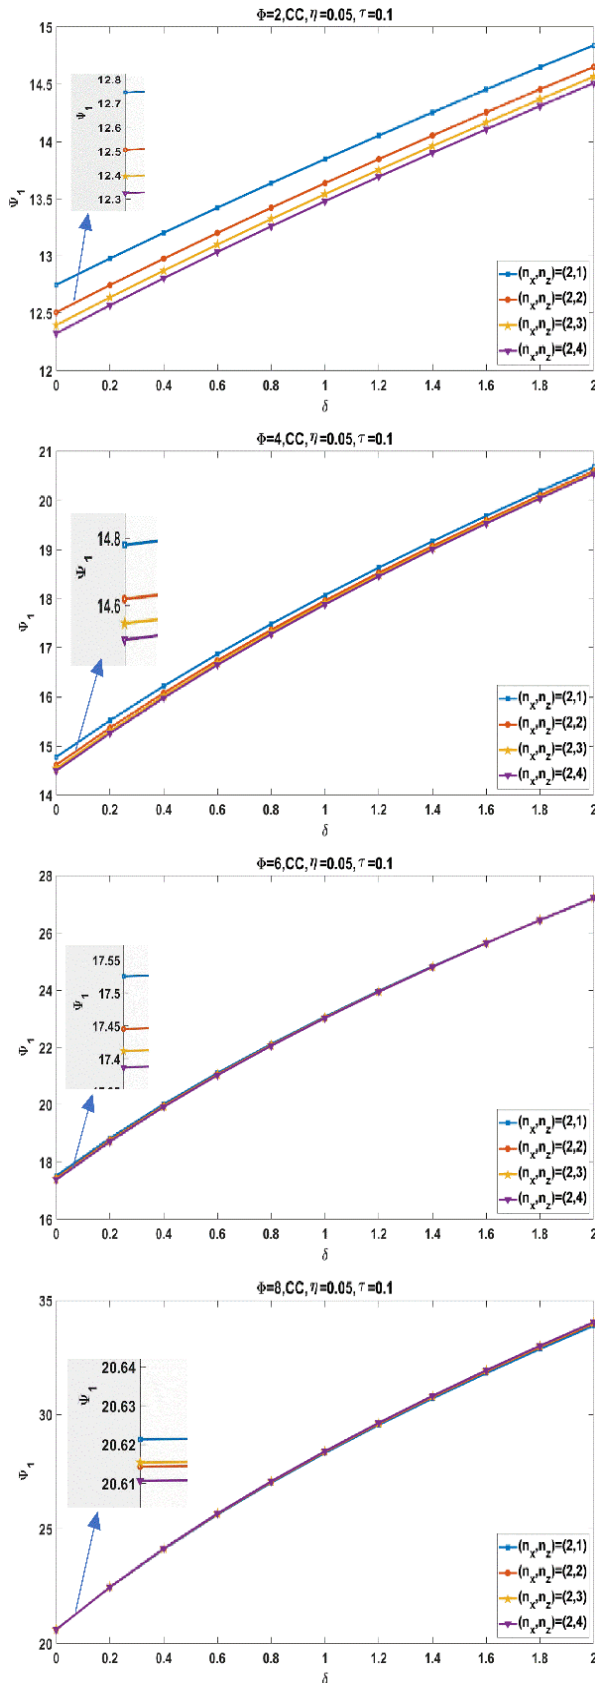 Φ=2,CC,η=0.05,τ=0.1
15
14.5
14
13.5
13
12.5
12
Ψ1
12.8
12.7
12.6
12.5
12.4
12.3
Ψ1
(nx,nz)=(2,1)
(nx,nz)=(2,2)
(nx,nz)=(2,3)
(nx,nz)=(2,4)
0 0.2 0.4 0.6 0.8 1 1.2 1.4 1.6 1.8 2
δ
Φ=4,CC,η=0.05,τ=0.1
21
20
19
18
17
16
15
14
Ψ1
14.8
14.6
Ψ1
(nx,nz)=(2,1)
(nx,nz)=(2,2)
(nx,nz)=(2,3)
(nx,nz)=(2,4)
0 0.2 0.4 0.6 0.8 1 1.2 1.4 1.6 1.8 2
δ
Φ=6,CC,η=0.05,τ=0.1
28
26
24
22
20
18
16
Ψ1
17.55
17.5
17.45
17.4
Ψ1
(nx,nz)=(2,1)
(nx,nz)=(2,2)
(nx,nz)=(2,3)
(nx,nz)=(2,4)
0 0.2 0.4 0.6 0.8 1 1.2 1.4 1.6 1.8 2
δ
Φ=8,CC,η=0.05,τ=0.1
35
30
25
20
Ψ1
20.64
20.63
20.62
20.61
Ψ1
(nx,nz)=(2,1)
(nx,nz)=(2,2)
(nx,nz)=(2,3)
(nx,nz)=(2,4)
0 0.2 0.4 0.6 0.8 1 1.2 1.4 1.6 1.8 2
δ